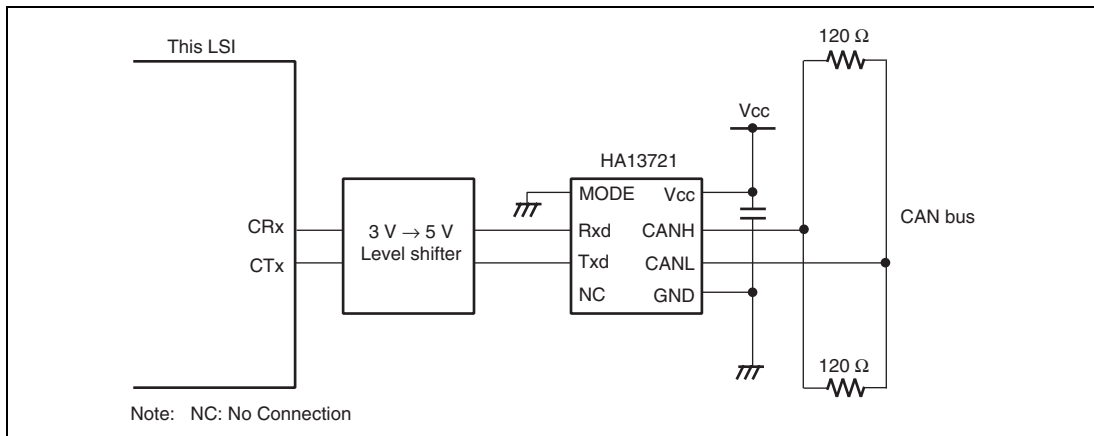 This LSI
120 Ω
Vcc
HA13721
MODE
Vcc
CRx
3 V → 5 V
Level shifter
Rxd
CANH
CAN bus
CTx
Txd
CANL
NC
GND
120 Ω
Note: NC: No Connection